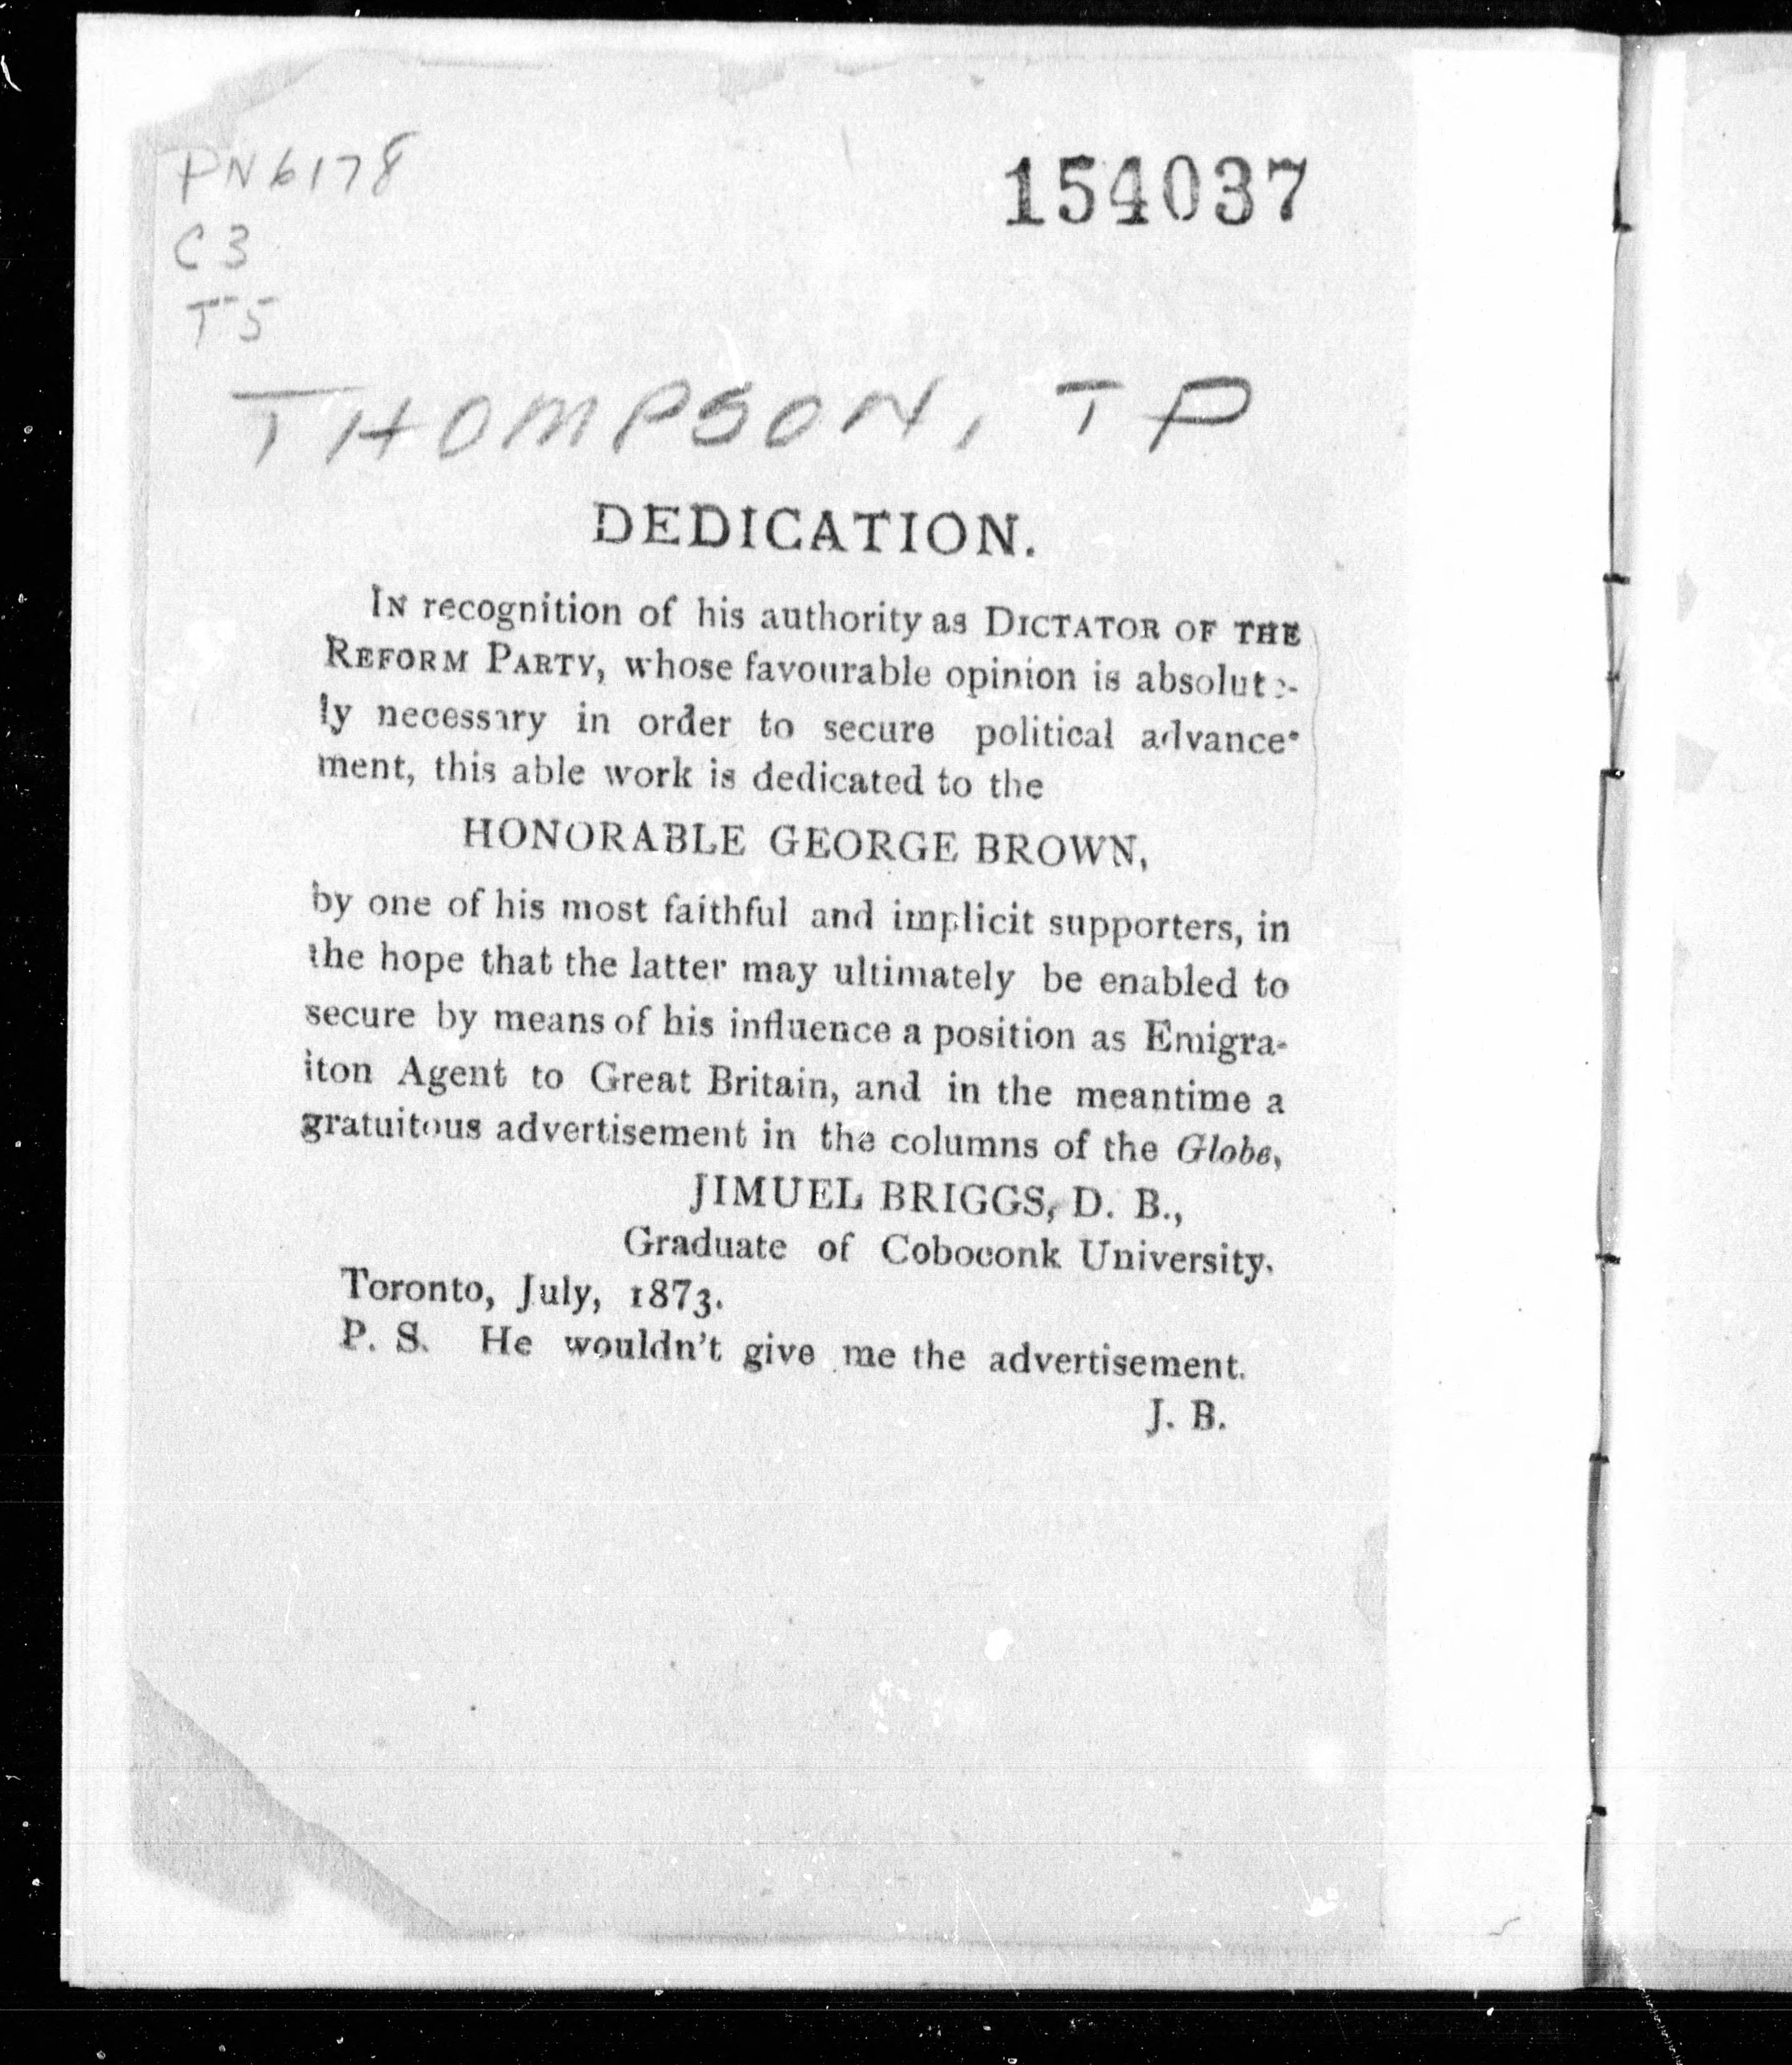 PN6178
C3
T5
154037
THOMPSON, TP
DEDICATION.
IN recognition of his authority as DICTATOR OF THE
REFORM PARTY, whose favourable opinion is absolute-
ly necessary in order to secure political advance-
ment, this able work is dedicated to the
HONORABLE GEORGE BROWN,
by one of his most faithful and implicit supporters, in
the hope that the latter may ultimately be enabled to
secure by means of his influence a position as Emigra-
iton Agent to Great Britain, and in the meantime a
gratuitous advertisement in the columns of the Globe,
JIMUEL BRIGGS, D. B.,
Graduate of Coboconk University.
Toronto, July, 1873.
P. S. He wouldn't give me the advertisement.
J. B.